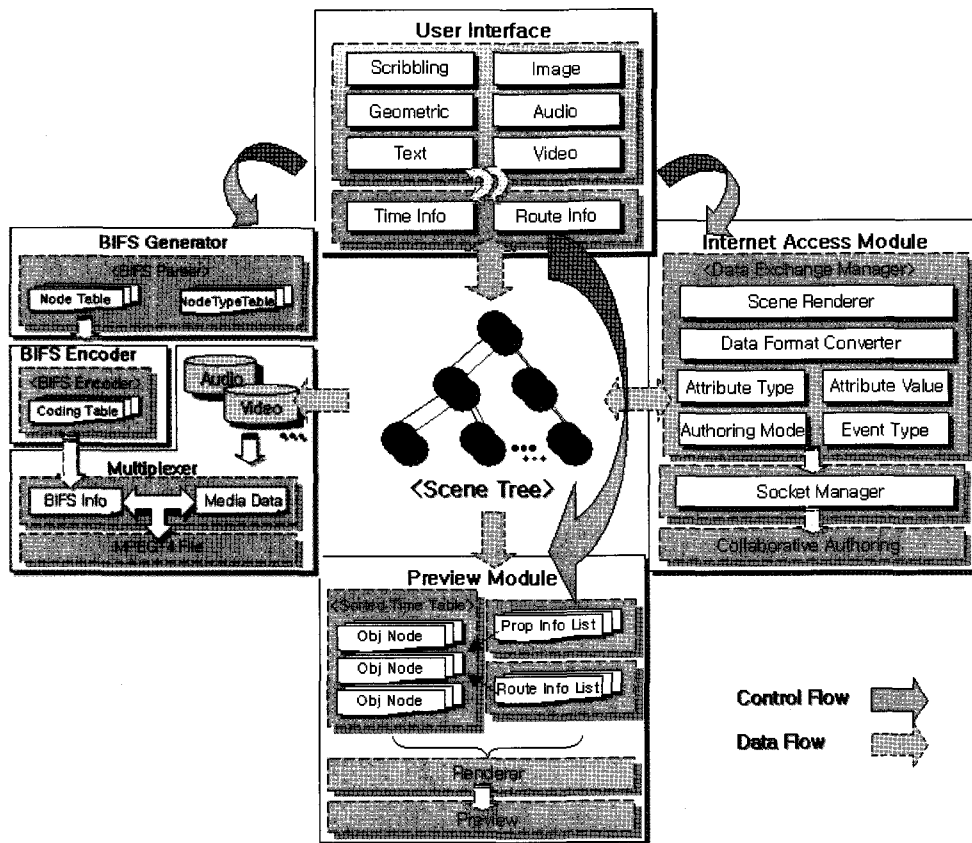 User Interface
Scribbling
Image
Geometric
Audio
Text
Video
Time Info
Route Info
BIFS Generator
<BIFS Parser>
Node Table
NodeTypeTable
BIFS Encoder
<BIFS Encoder>
Coding Table
Audio
Video
Multiplexer
BIFS Info
Media Data
MPEG-4 File
<Scene Tree>
Internet Access Module
<Data Exchange Manager>
Scene Renderer
Data Format Converter
Attribute Type
Attribute Value
Authoring Mode
Event Type
Socket Manager
Collaborative Authoring
Preview Module
<Sorted Time Table>
Obj Node
Obj Node
Obj Node
Prop Info List
Route Info List
Renderer
Preview
Control Flow
Data Flow